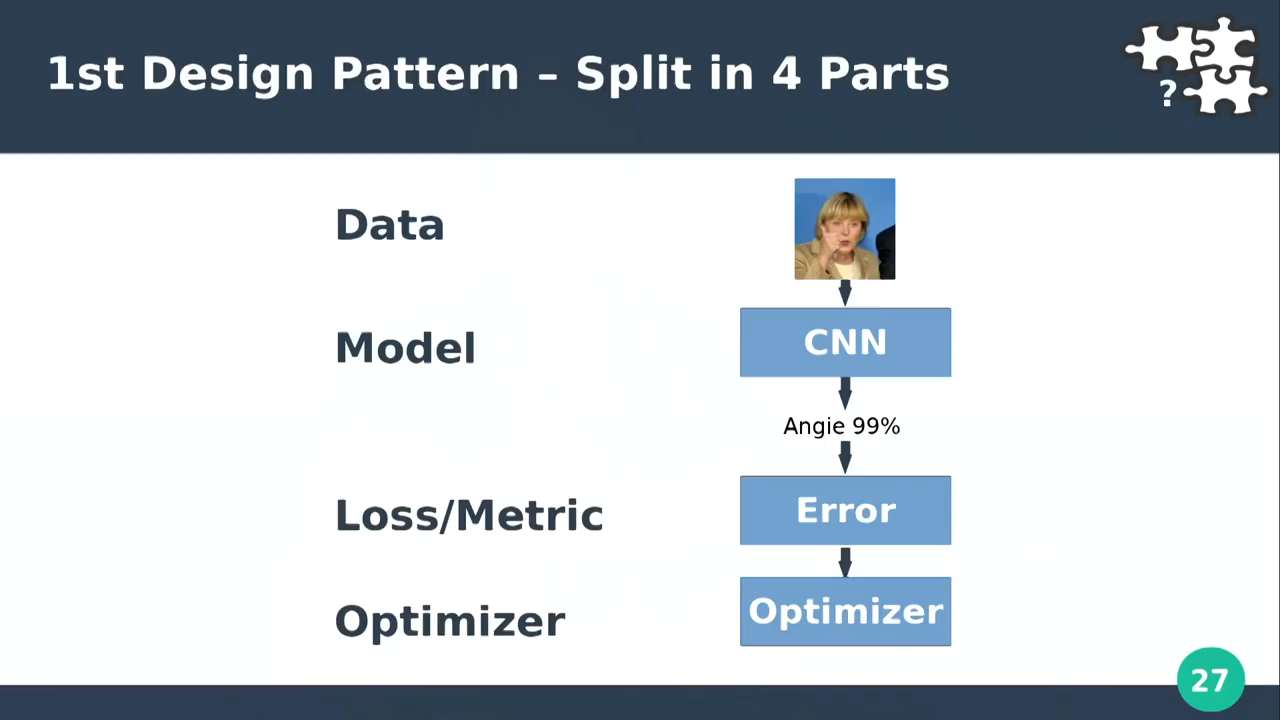 1st Design Pattern – Split in 4 Parts
?
Data
Model
CNN
Angie 99%
Loss/Metric
Error
Optimizer
Optimizer
27